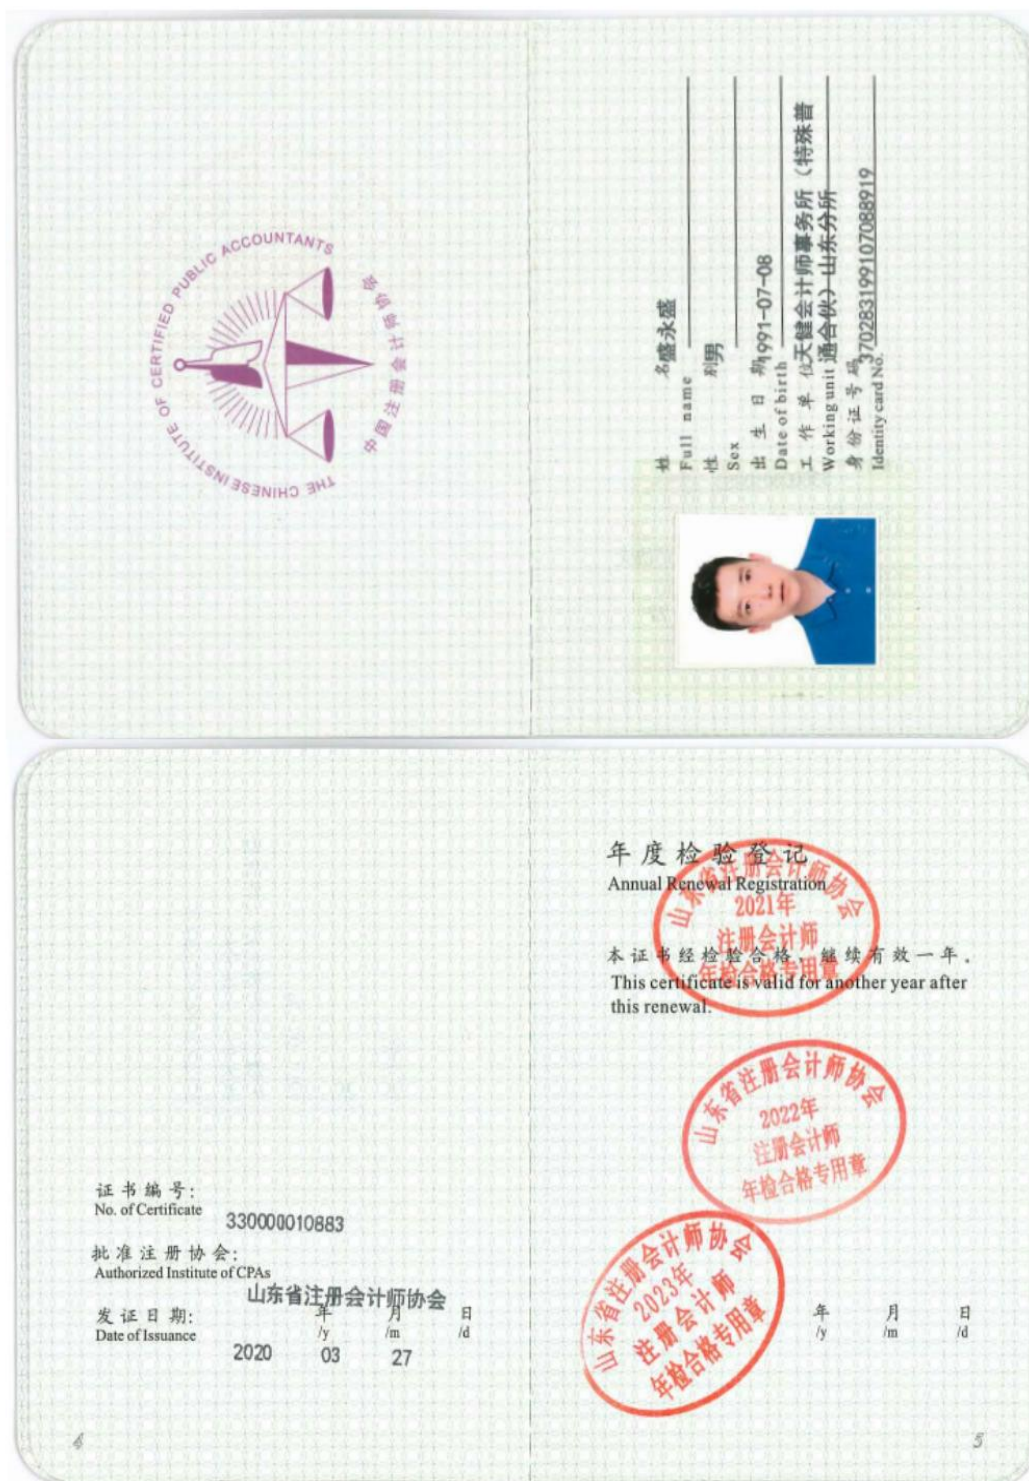 THE CHINESE INSTITUTE OF CERTIFIED PUBLIC ACCOUNTANTS
中国注册会计师协会
姓 名 盛永盛
Full name
性 别 男
Sex
出 生 日 期 1991-07-08
Date of birth
工 作 单 位 天健会计师事务所（特殊普
Working unit 通合伙）山东分所
身份证号码 370283199107088919
Identity card No.
年度检验登记
Annual Renewal Registration
本证书经检验合格，继续有效一年。
This certificate is valid for another year after
this renewal.
山东省注册会计师协会
2021年
注册会计师
年检合格专用章
山东省注册会计师协会
2022年
注册会计师
年检合格专用章
山东省注册会计师协会
2023年
注册会计师
年检合格专用章
证书编号:
No. of Certificate
330000010883
批准注册协会:
Authorized Institute of CPAs
山东省注册会计师协会
发证日期: 年 月 日
Date of Issuance /y /m /d
2020 03 27
年 月 日
/y /m /d
4
5